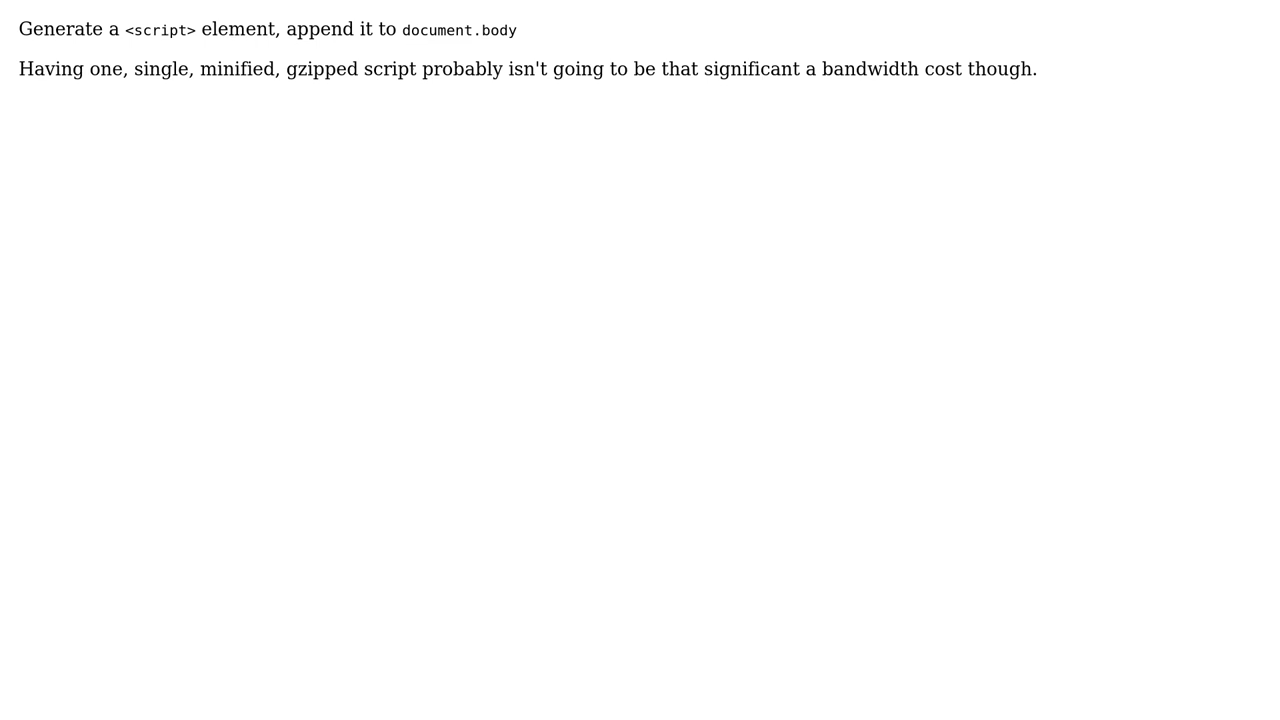 Generate a <script> element, append it to document.body
Having one, single, minified, gzipped script probably isn't going to be that significant a bandwidth cost though.